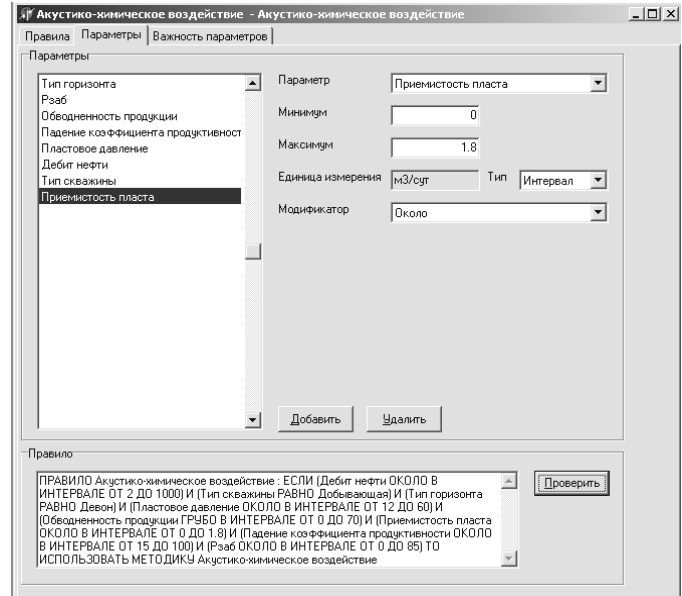 Акустико-химическое воздействие - Акустико-химическое воздействие
Правила Параметры Важность параметров
Параметры
Тип горизонта
Рзаб
Обводненность продукции
Падение коэффициента продуктивност
Пластовое давление
Дебит нефти
Тип скважины
Приемистость пласта
Параметр Приемистость пласта
Минимум 0
Максимум 1.8
Единица измерения м3/сут Тип Интервал
Модификатор Около
Добавить Удалить
Правило
ПРАВИЛО Акустико-химическое воздействие : ЕСЛИ (Дебит нефти ОКОЛО В
ИНТЕРВАЛЕ ОТ 2 ДО 1000) И (Тип скважины РАВНО Добывающая) И (Тип горизонта
РАВНО Девон) И (Пластовое давление ОКОЛО В ИНТЕРВАЛЕ ОТ 12 ДО 60) И
(Обводненность продукции ГРУБО В ИНТЕРВАЛЕ ОТ 0 ДО 70) И (Приемистость пласта
ОКОЛО В ИНТЕРВАЛЕ ОТ 0 ДО 1.8) И (Падение коэффициента продуктивности ОКОЛО
В ИНТЕРВАЛЕ ОТ 15 ДО 100) И (Рзаб ОКОЛО В ИНТЕРВАЛЕ ОТ 0 ДО 85) ТО
ИСПОЛЬЗОВАТЬ МЕТОДИКУ Акустико-химическое воздействие
Проверить